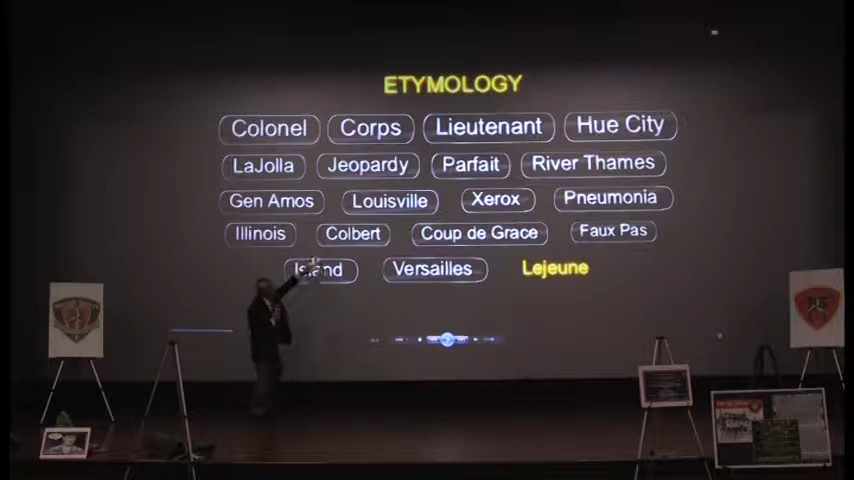 ETYMOLOGY
Colonel Corps Lieutenant Hue City
LaJolla Jeopardy Parfait River Thames
Gen Amos Louisville Xerox Pneumonia
Illinois Colbert Coup de Grace Faux Pas
Island Versailles Lejeune